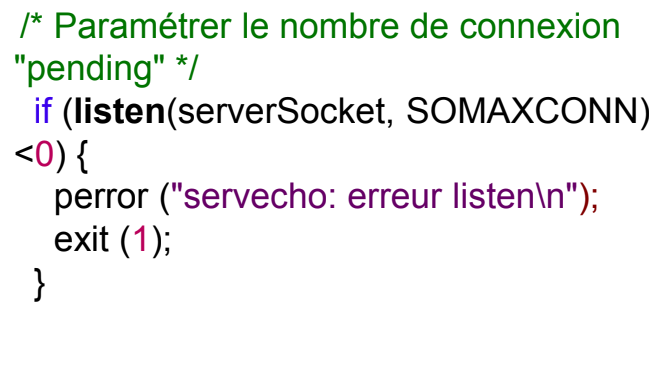 /* Paramétrer le nombre de connexion
"pending" */
if (listen(serverSocket, SOMAXCONN)
<0) {
perror ("servecho: erreur listen\n");
exit (1);
}